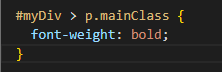 #myDiv > p.mainClass {
  font-weight: bold;
}